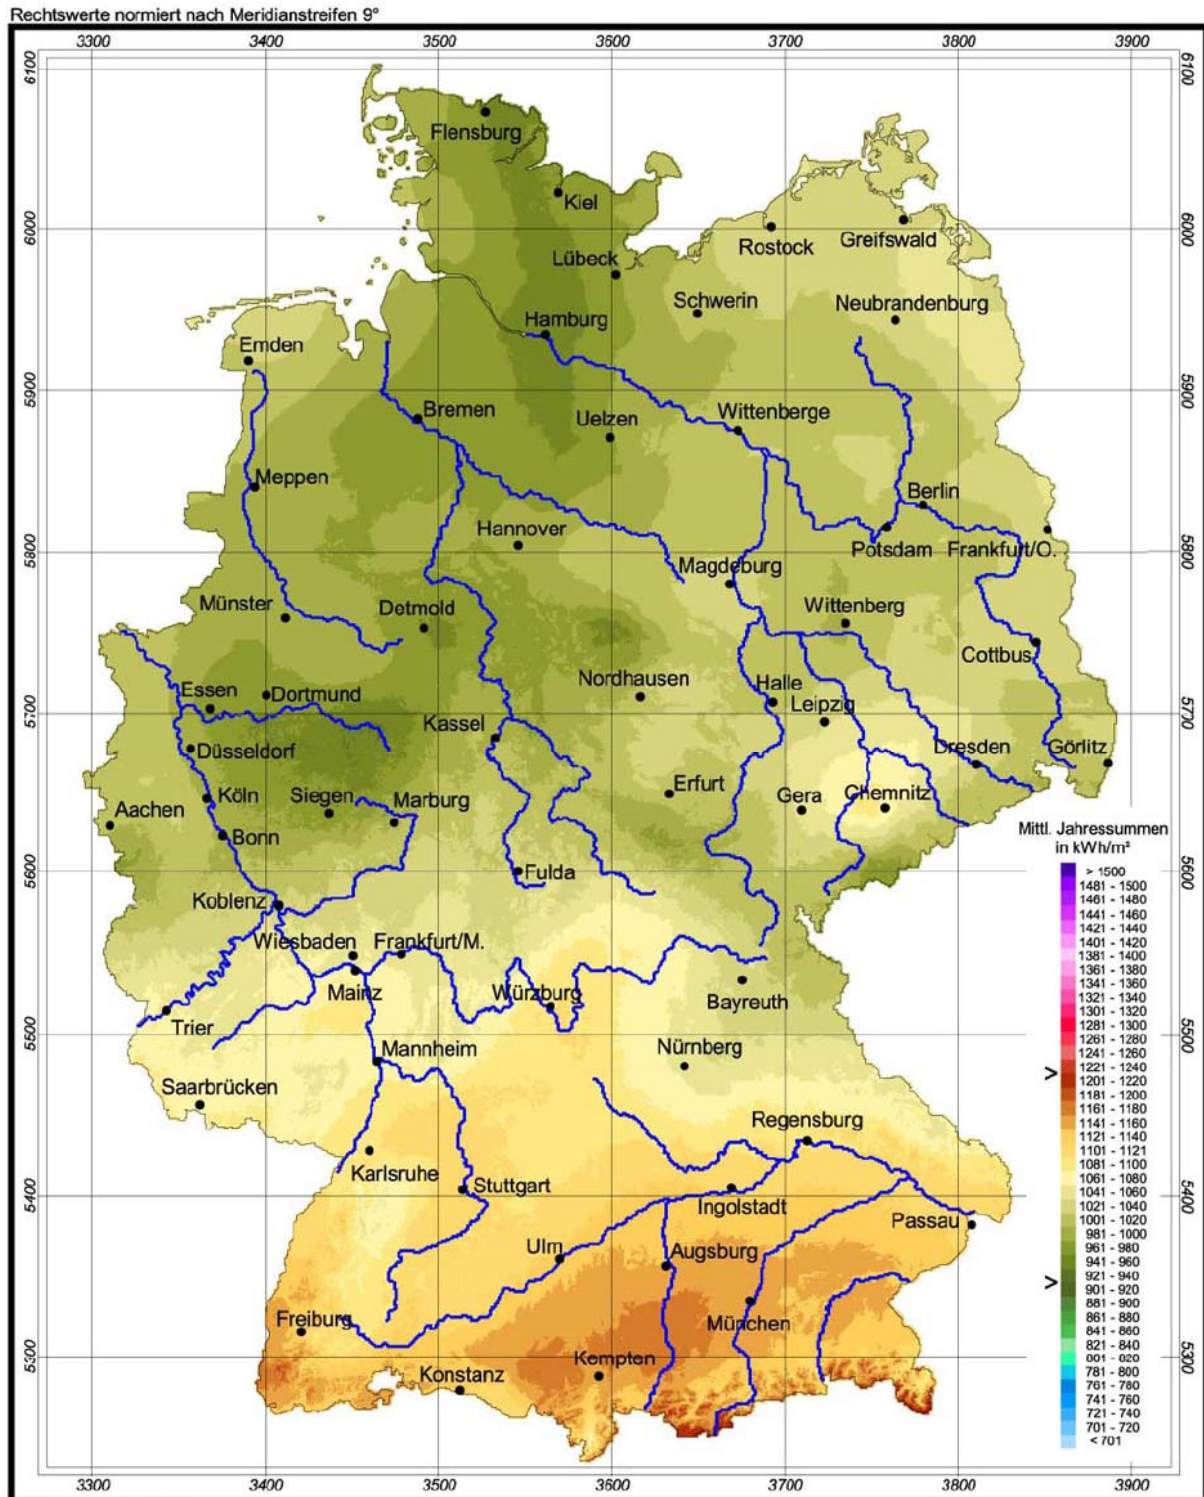 Rechtswerte normiert nach Meridianstreifen 9°
3300 3400 3500 3600 3700 3800 3900
6100 6100
Flensburg
Kiel
6000 6000
Rostock Greifswald
Lübeck
Schwerin Neubrandenburg
Hamburg
Emden
5900 5900
Bremen Uelzen Wittenberge
Meppen
Berlin
Hannover
Potsdam Frankfurt/O.
5800 5800
Magdeburg
Münster Detmold Wittenberg
Cottbus
Nordhausen
Essen Dortmund Halle
Leipzig
5700 5700
Kassel
Düsseldorf Dresden Görlitz
Köln Siegen Marburg Erfurt Gera Chemnitz
Aachen
Bonn
Mittl. Jahressummen
in kWh/m²
5600 5600
Fulda
Koblenz
Wiesbaden Frankfurt/M.
Mainz Würzburg Bayreuth
Trier
5500 5500
Mannheim Nürnberg
Saarbrücken
Regensburg
Karlsruhe
Stuttgart
5400 5400
Ingolstadt
Passau
Ulm Augsburg
Freiburg München
5300 5300
Kempten
Konstanz
> 1500
1481 - 1500
1461 - 1480
1441 - 1460
1421 - 1440
1401 - 1420
1381 - 1400
1361 - 1380
1341 - 1360
1321 - 1340
1301 - 1320
1281 - 1300
1261 - 1280
1241 - 1260
1221 - 1240
>
1201 - 1220
1181 - 1200
1161 - 1180
1141 - 1160
1121 - 1140
1101 - 1121
1081 - 1100
1061 - 1080
1041 - 1060
1021 - 1040
1001 - 1020
981 - 1000
961 - 980
941 - 960
921 - 940
>
901 - 920
881 - 900
861 - 880
841 - 860
821 - 840
001 - 020
781 - 800
761 - 780
741 - 760
721 - 740
701 - 720
< 701
3300 3400 3500 3600 3700 3800 3900